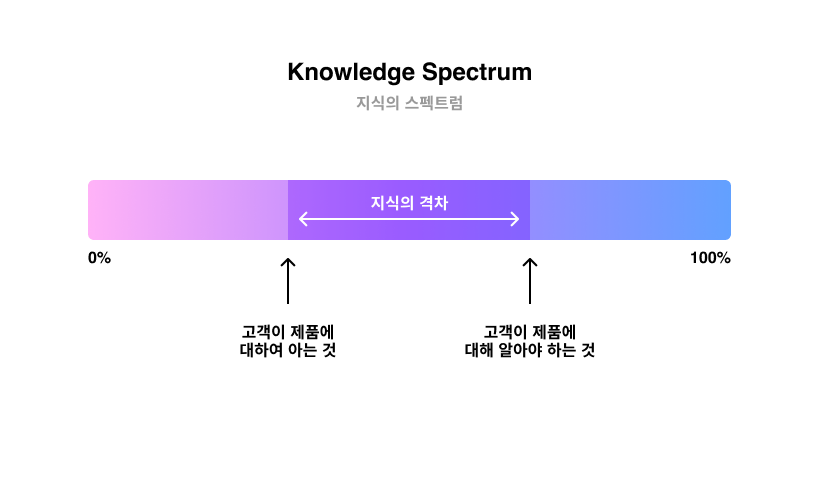 Knowledge Spectrum
지식의 스펙트럼
지식의 격차
0%
100%
고객이 제품에
대하여 아는 것
고객이 제품에
대해 알아야 하는 것